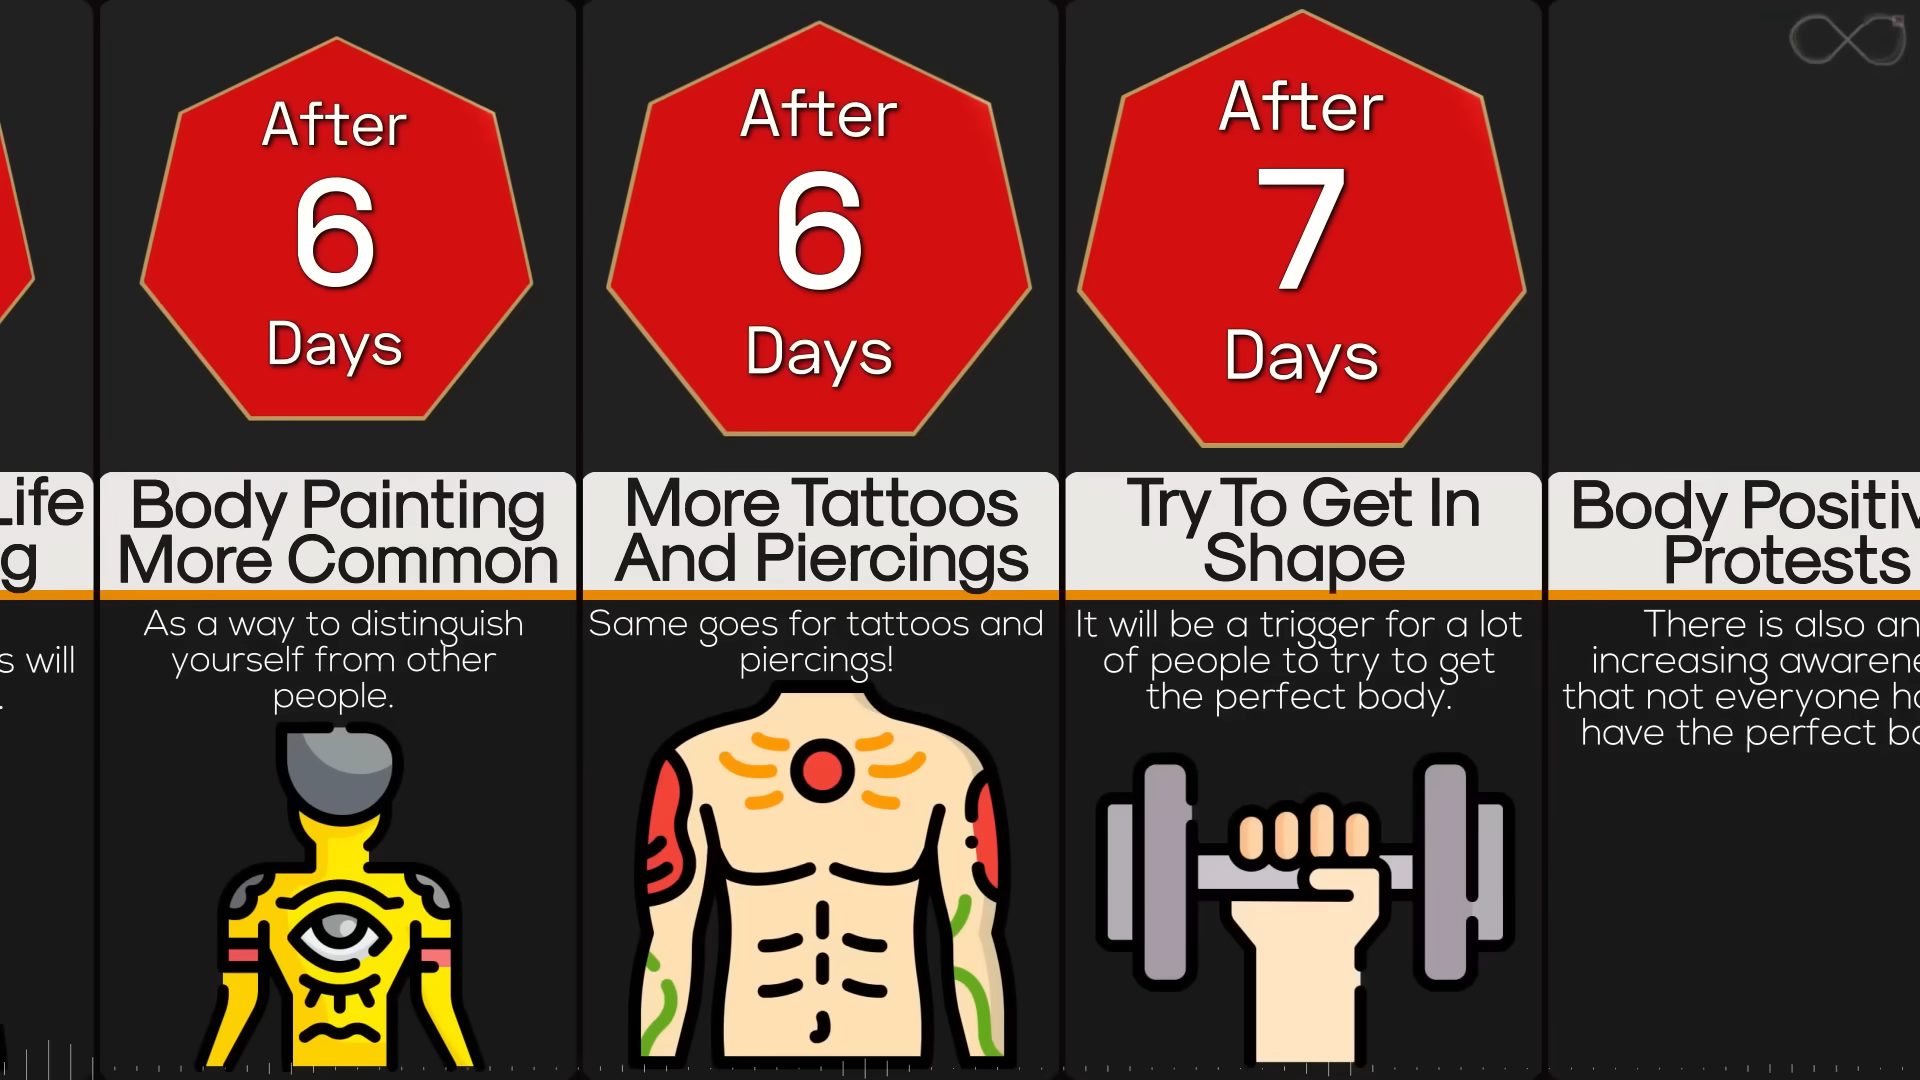 Life
g
s will
.
After
6
Days
Body Painting
More Common
As a way to distinguish
yourself from other
people.
After
6
Days
More Tattoos
And Piercings
Same goes for tattoos and
piercings!
After
7
Days
Try To Get In
Shape
It will be a trigger for a lot
of people to try to get
the perfect body.
Body Positiv
Protests
There is also an
increasing awarene
that not everyone ha
have the perfect bo